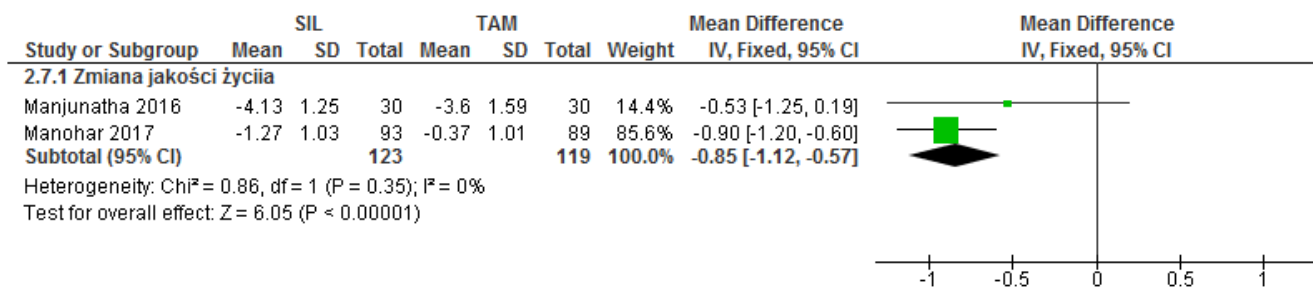 SIL TAM Mean Difference Mean Difference
Study or Subgroup Mean SD Total Mean SD Total Weight IV, Fixed, 95% CI IV, Fixed, 95% CI
2.7.1 Zmiana jakości życiia
Manjunatha 2016 -4.13 1.25 30 -3.6 1.59 30 14.4% -0.53 [-1.25, 0.19]
Manohar 2017 -1.27 1.03 93 -0.37 1.01 89 85.6% -0.90 [-1.20, -0.60]
Subtotal (95% CI) 123 119 100.0% -0.85 [-1.12, -0.57]
Heterogeneity: Chi² = 0.86, df = 1 (P = 0.35); I² = 0%
Test for overall effect: Z = 6.05 (P < 0.00001)
-1 -0.5 0 0.5 1